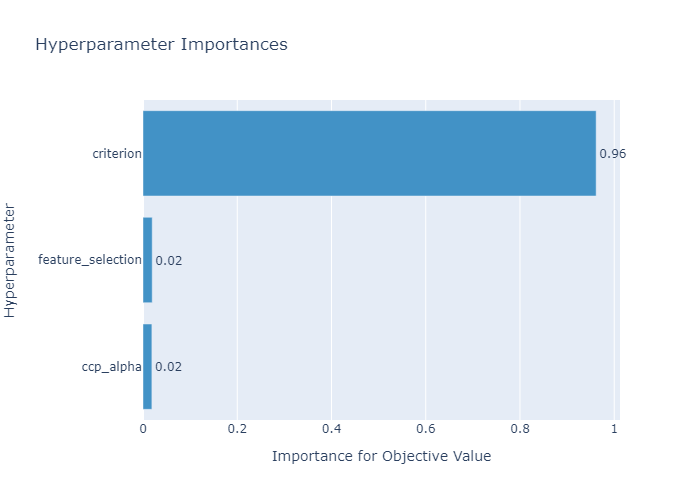 Hyperparameter Importances
Hyperparameter
criterion
0.96
feature_selection
0.02
ccp_alpha
0.02
0
0.2
0.4
0.6
0.8
1
Importance for Objective Value